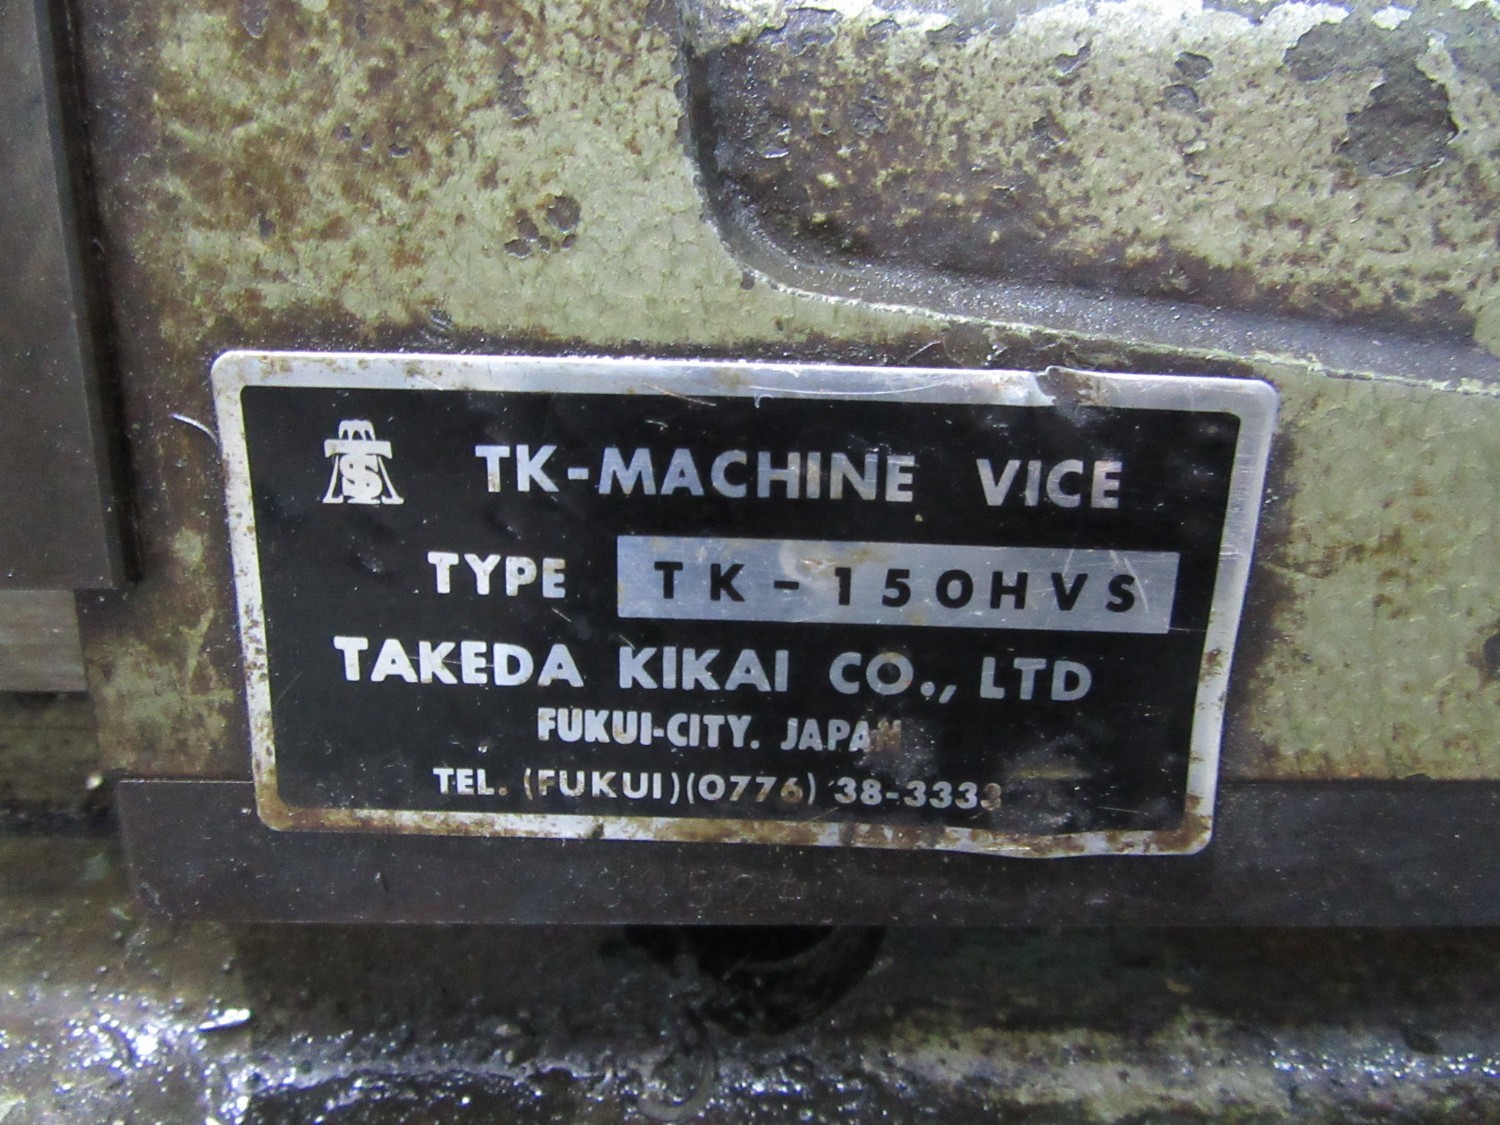 TK-MACHINE VICE
TYPE TK-150HVS
TAKEDA KIKAI CO., LTD
FUKUI-CITY. JAPAN
TEL. (FUKUI)(0776) 38-3333